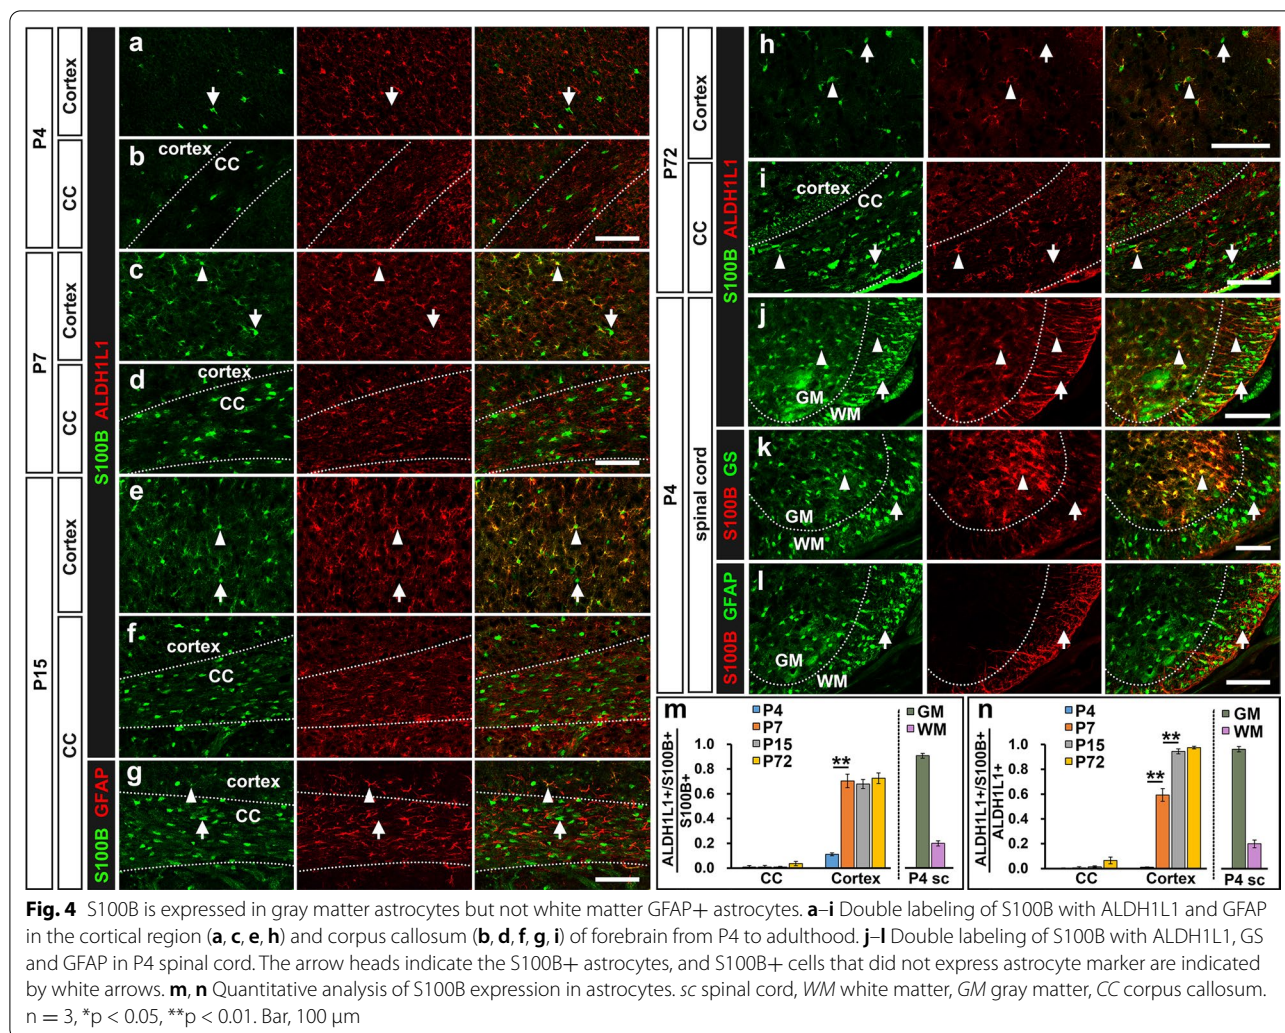 P4
Cortex
CC
P7
Cortex
CC
P15
Cortex
CC
S100B ALDH1L1
S100B GFAP
a
b
cortex
CC
c
d
cortex
CC
e
f
cortex
CC
g
cortex
CC
P72
Cortex
CC
P4
spinal cord
S100B ALDH1L1
S100B GS
S100B GFAP
h
i
cortex
CC
j
GM
WM
k
GM
WM
l
GM
WM
m
P4
P7
P15
P72
GM
WM
ALDH1L1+/S100B+
S100B+
1.0
0.8
0.6
0.4
0.2
0.0
**
CC
Cortex
P4 sc
n
P4
P7
P15
P72
GM
WM
ALDH1L1+/S100B+
ALDH1L1+
1.0
0.8
0.6
0.4
0.2
0.0
**
**
CC
Cortex
P4 sc
Fig. 4 S100B is expressed in gray matter astrocytes but not white matter GFAP+ astrocytes. a–i Double labeling of S100B with ALDH1L1 and GFAP
in the cortical region (a, c, e, h) and corpus callosum (b, d, f, g, i) of forebrain from P4 to adulthood. j–l Double labeling of S100B with ALDH1L1, GS
and GFAP in P4 spinal cord. The arrow heads indicate the S100B+ astrocytes, and S100B+ cells that did not express astrocyte marker are indicated
by white arrows. m, n Quantitative analysis of S100B expression in astrocytes. sc spinal cord, WM white matter, GM gray matter, CC corpus callosum.
n = 3, *p < 0.05, **p < 0.01. Bar, 100 μm